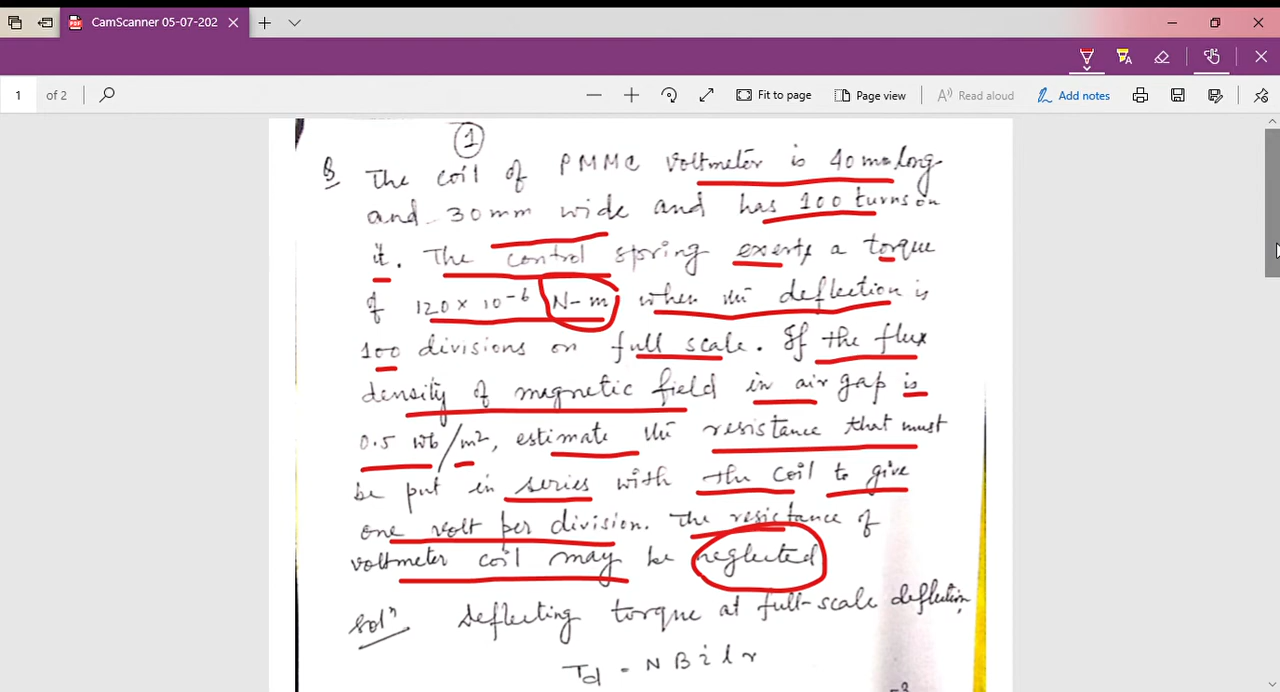 CamScanner 05-07-202
1 of 2
Fit to page
Page view
Read aloud
Add notes
1
Q The coil of PMMC voltmeter is 40 mm long
and 30mm wide and has 100 turns on
it. The control spring exerts a torque
of 120 × 10⁻⁶ N-m when the deflection is
100 divisions on full scale. If the flux
density of magnetic field in air gap is
0.5 wb/m², estimate the resistance that must
be put in series with the coil to give
one volt per division. The resistance of
voltmeter coil may be neglected
Solⁿ Deflecting torque at full-scale deflection,
Td = N B i l r
-3